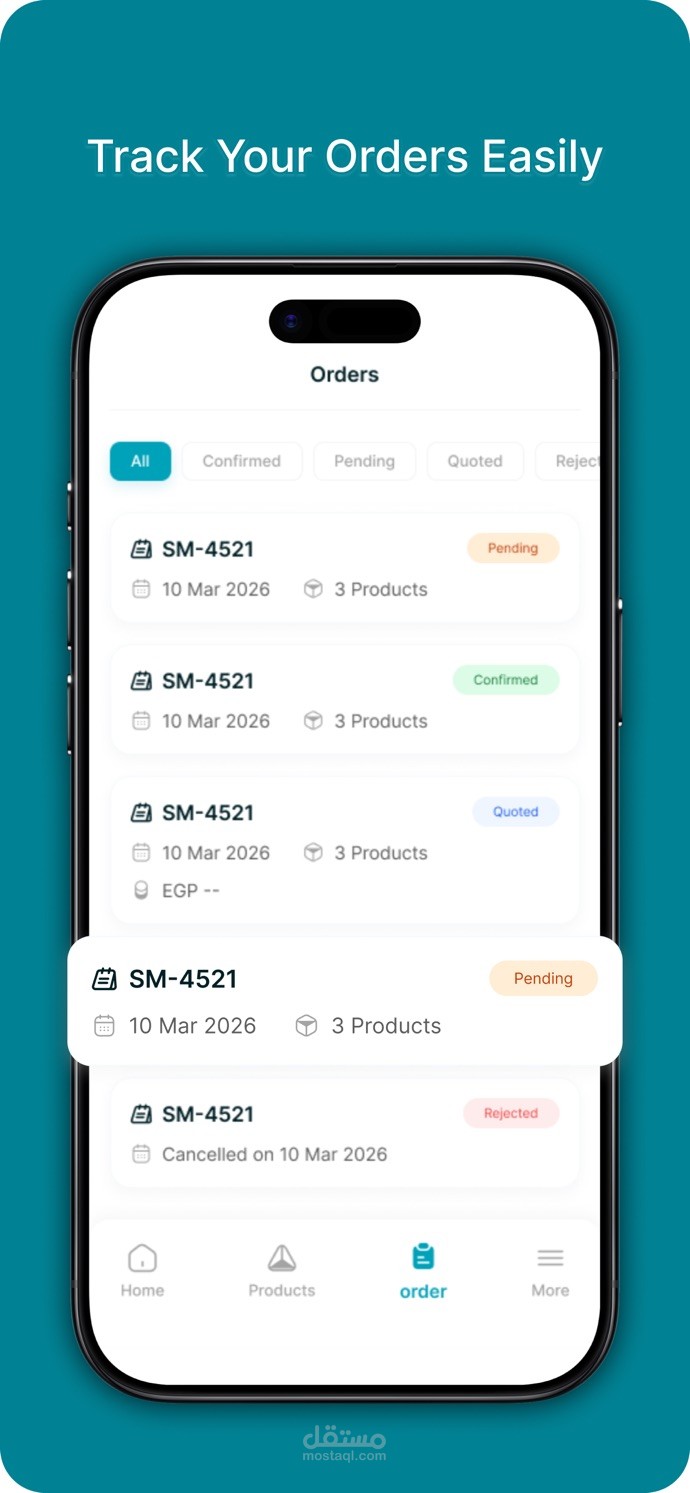 Track Your Orders Easily
Orders
All Confirmed Pending Quoted Reject
SM-4521 Pending
10 Mar 2026 3 Products
SM-4521 Confirmed
10 Mar 2026 3 Products
SM-4521 Quoted
10 Mar 2026 3 Products
EGP --
SM-4521 Pending
10 Mar 2026 3 Products
SM-4521 Rejected
Cancelled on 10 Mar 2026
Home Products order More
مستقل
mostaql.com